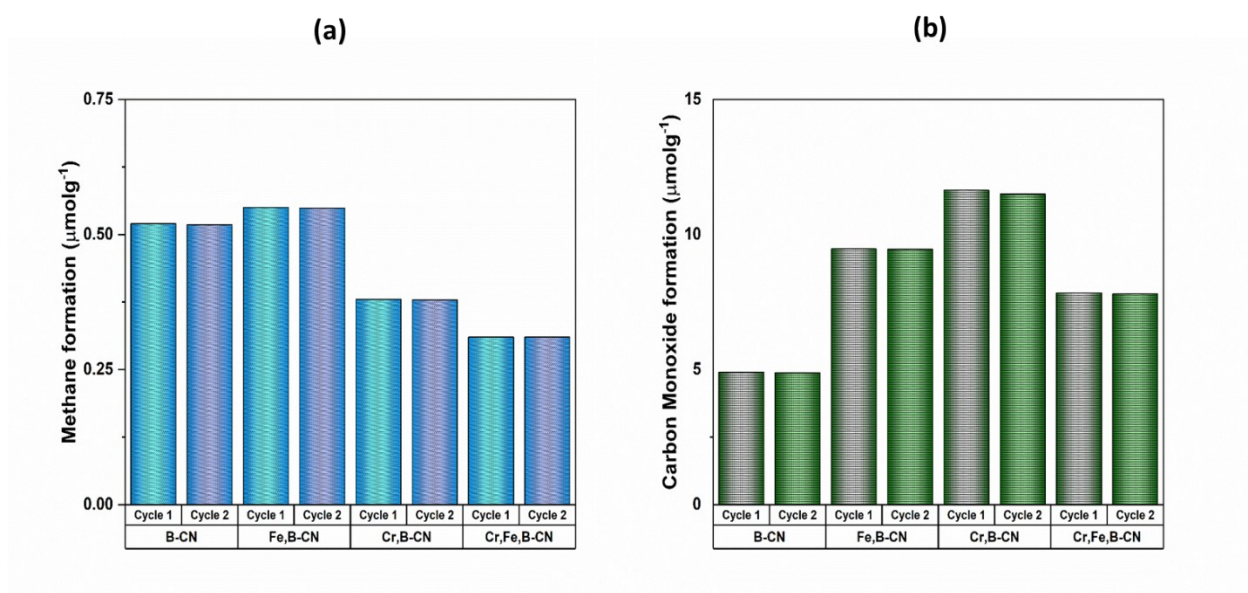 (a)
Methane formation (μmolg⁻¹)
0.75
0.50
0.25
0.00
Cycle 1 Cycle 2 Cycle 1 Cycle 2 Cycle 1 Cycle 2 Cycle 1 Cycle 2
B-CN Fe,B-CN Cr,B-CN Cr,Fe,B-CN
(b)
Carbon Monoxide formation (μmolg⁻¹)
15
10
5
0
Cycle 1 Cycle 2 Cycle 1 Cycle 2 Cycle 1 Cycle 2 Cycle 1 Cycle 2
B-CN Fe,B-CN Cr,B-CN Cr,Fe,B-CN